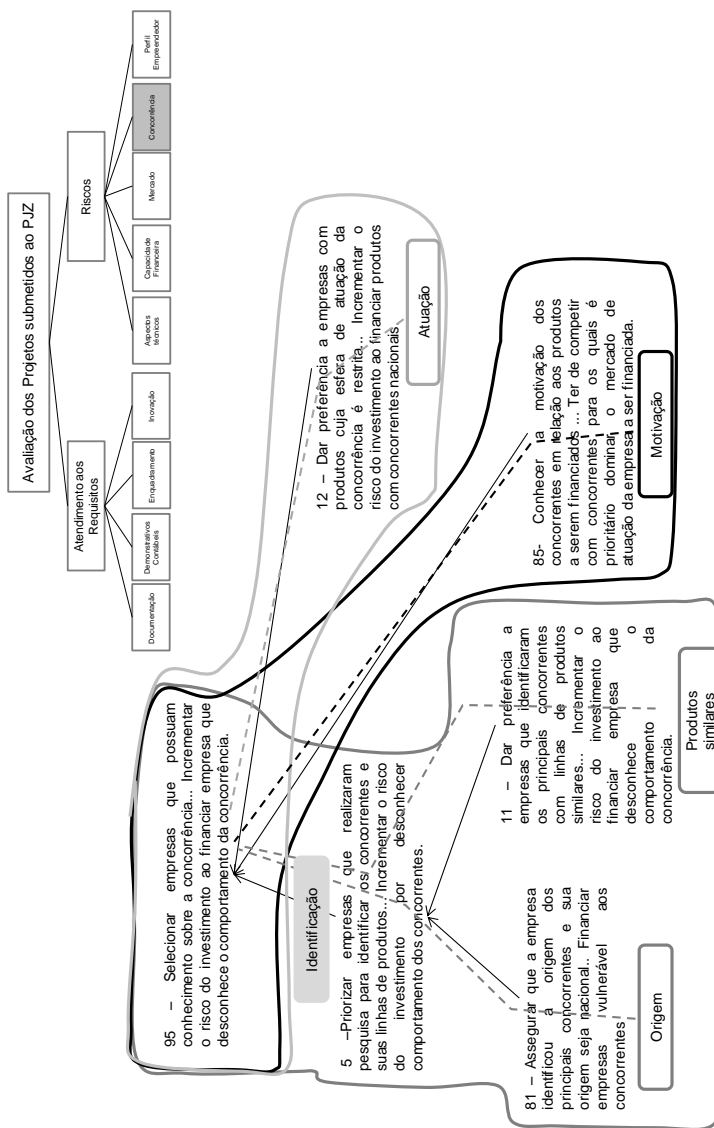 Avaliação dos Projetos submetidos ao PJZ
Atendimento aos
Requisitos
Riscos
Documentação
Demonstrativos
Contábeis
Enquadramento
Inovação
Aspectos
técnicos
Capacidade
Financeira
Mercado
Concorrência
Perfil
Empreendedor
95 – Selecionar empresas que possuam
conhecimento sobre a concorrência... Incrementar
o risco do investimento ao financiar empresa que
desconhece o comportamento da concorrência.
Identificação
5 –Priorizar empresas que realizaram
pesquisa para identificar os concorrentes e
suas linhas de produtos... Incrementar o risco
do investimento por desconhecer
comportamento dos concorrentes.
81 – Assegurar que a empresa
identificou a origem dos
principais concorrentes e sua
origem seja nacional.. Financiar
empresas vulnerável aos
concorrentes
Origem
11 – Dar preferência a
empresas que identificaram
os principais concorrentes
com linhas de produtos
similares... Incrementar o
risco do investimento ao
financiar empresa que
desconhece o
comportamento da
concorrência.
Produtos
similares
12 – Dar preferência a empresas com
produtos cuja esfera de atuação da
concorrência é restrita... Incrementar o
risco do investimento ao financiar produtos
com concorrentes nacionais.
Atuação
85- Conhecer a motivação dos
concorrentes em relação aos produtos
a serem financiados ... Ter de competir
com concorrentes para os quais é
prioritário dominar o mercado de
atuação da empresa a ser financiada.
Motivação